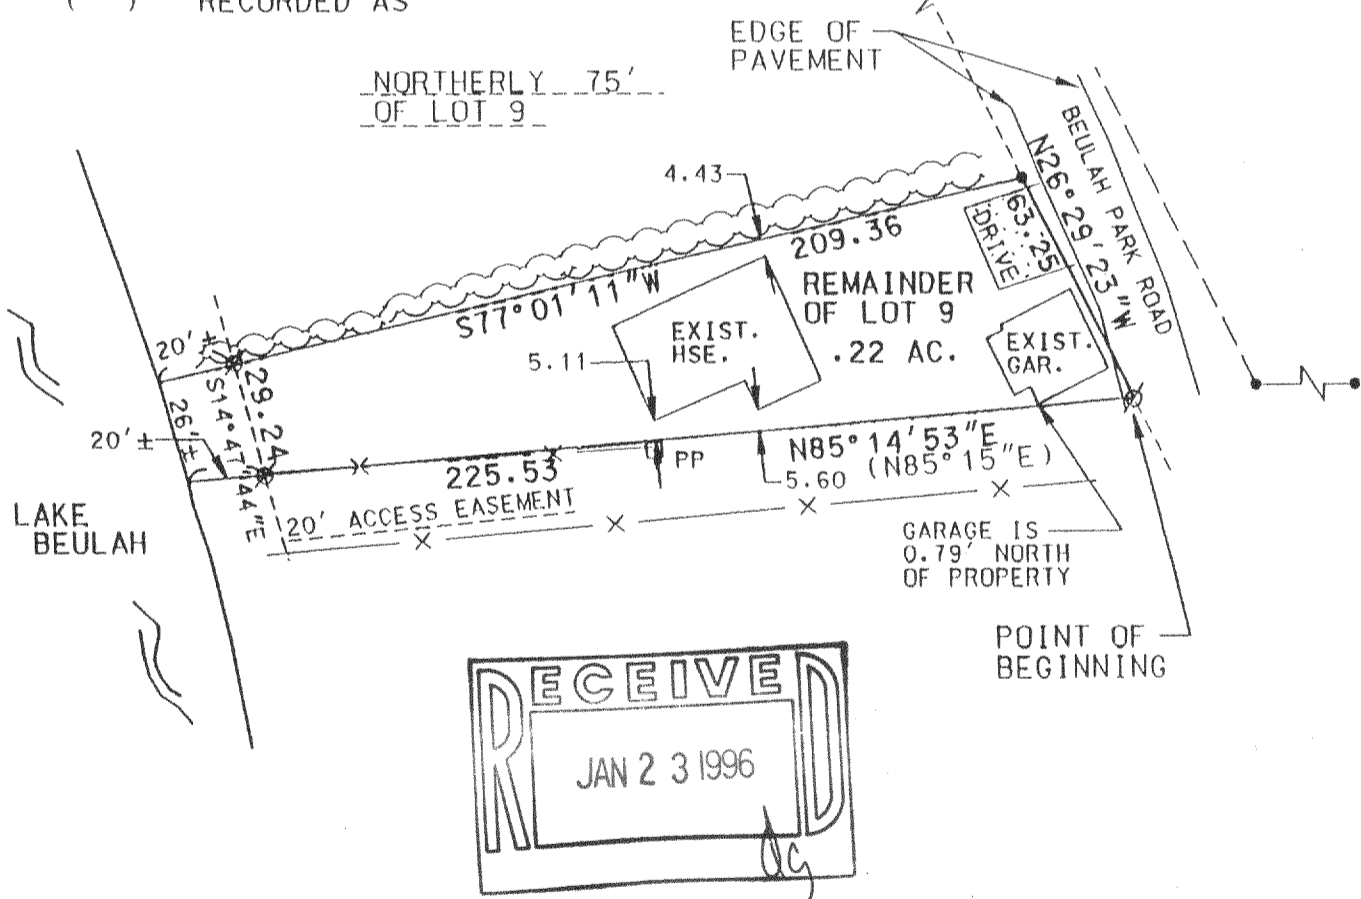 ( ) RECORDED AS
EDGE OF
PAVEMENT
NORTHERLY 75'
OF LOT 9
BEULAH PARK ROAD
N26°29'23"W
63.25
DRIVE
4.43
209.36
S77°01'11"W
REMAINDER
OF LOT 9
.22 AC.
EXIST.
HSE.
EXIST.
GAR.
5.11
20' ±
29.24
S14°47'44"E
26'±
20'±
225.53
PP
N85°14'53"E
(N85°15"E)
5.60
20' ACCESS EASEMENT
LAKE
BEULAH
GARAGE IS
0.79' NORTH
OF PROPERTY
POINT OF
BEGINNING
RECEIVED
JAN 23 1996